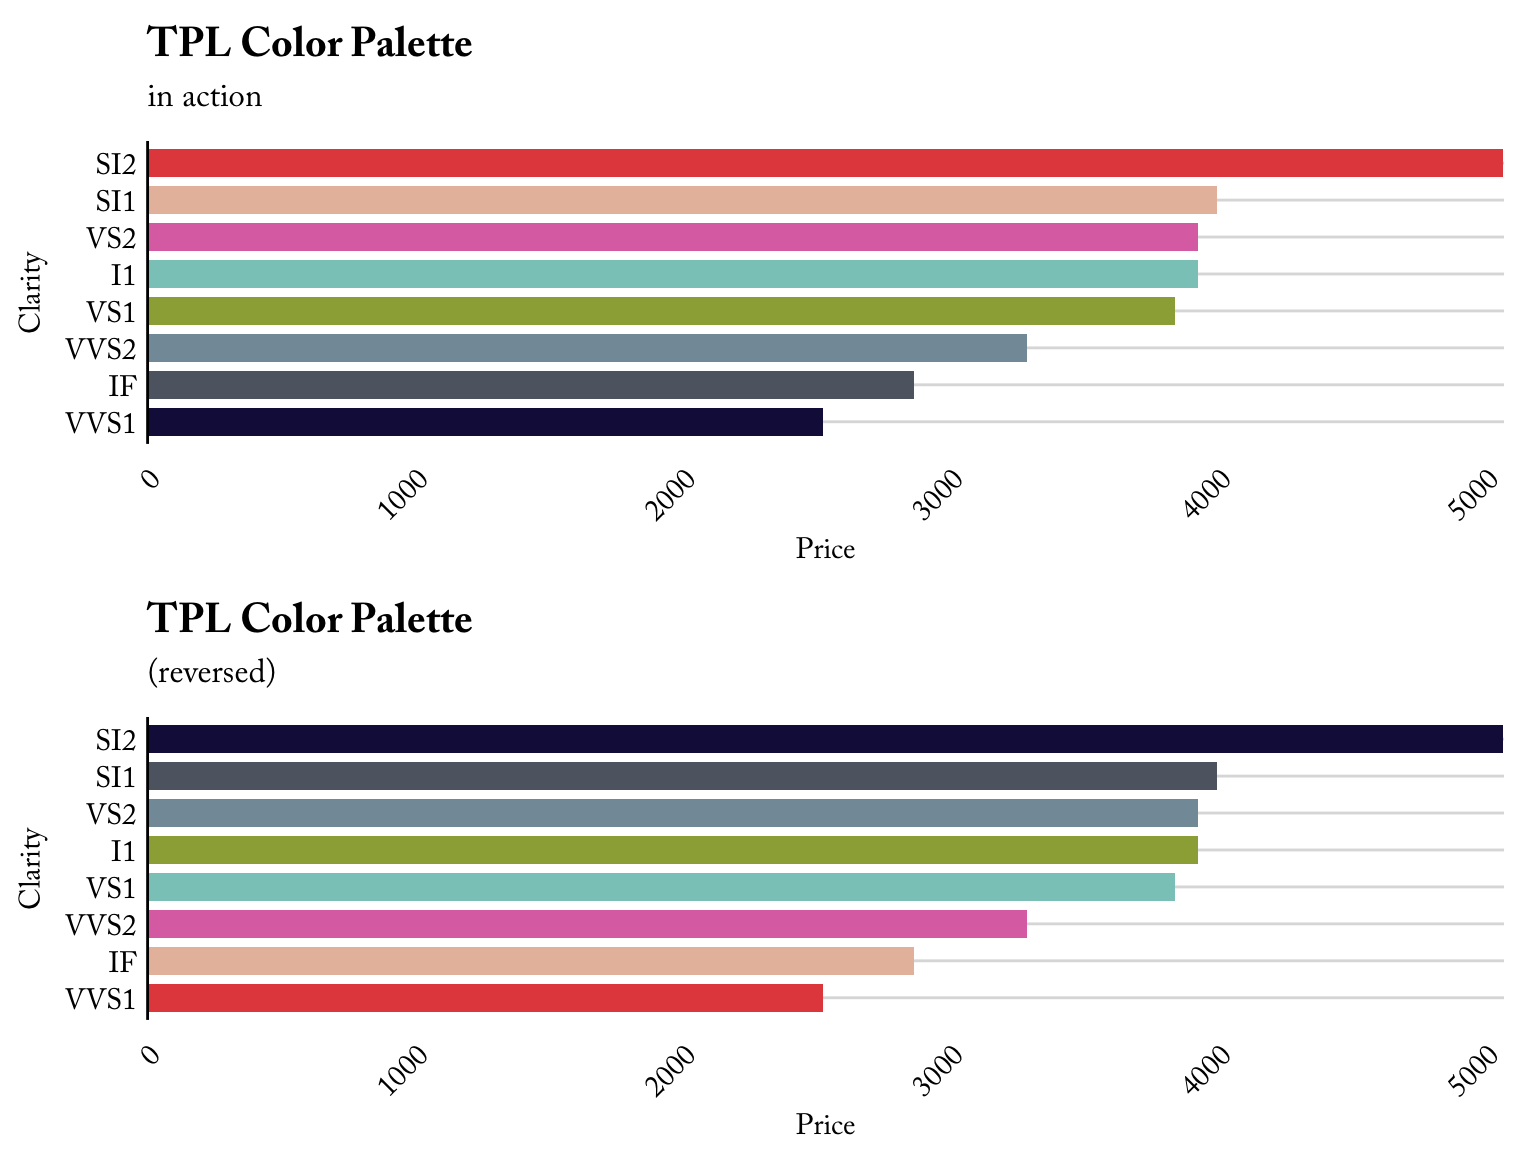 TPL Color Palette
in action
Clarity
SI2
SI1
VS2
I1
VS1
VVS2
IF
VVS1
0 1000 2000 3000 4000 5000
Price
TPL Color Palette
(reversed)
Clarity
SI2
SI1
VS2
I1
VS1
VVS2
IF
VVS1
0 1000 2000 3000 4000 5000
Price